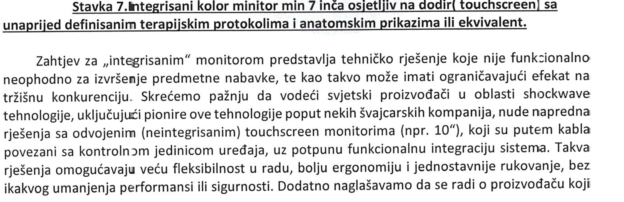 Stavka 7.Integrisani kolor minitor min 7 inča osjetljiv na dodir( touchscreen) sa
unaprijed definisanim terapijskim protokolima i anatomskim prikazima ili ekvivalent.
Zahtjev za „integrisani“ monitorom predstavlja tehničko rješenje koje nije funkcionalno
neophodno za izvršenje predmetne nabavke, te kao takvo može imati ograničavajući efekat na
tržišnu konkurenciju. Skrećemo pažnju da vodeći svjetski proizvođači u oblasti shockwave
tehnologije, uključujući pionire ove tehnologije poput nekih švajcarskih kompanija, nude napredna
rješenja sa odvojenim (neintegrisanim) touchscreen monitorima (npr. 10“), koji su putem kabla
povezani sa kontrolnom jedinicom uređaja, uz potpunu funkcionalnu integraciju sistema. Takva
rješenja omogućavaju veću fleksibilnost u radu, bolju ergonomiju i jednostavnije rukovanje, bez
ikakvog umanjenja performansi ili sigurnosti. Dodatno naglašavamo da se radi o proizvođaču koji